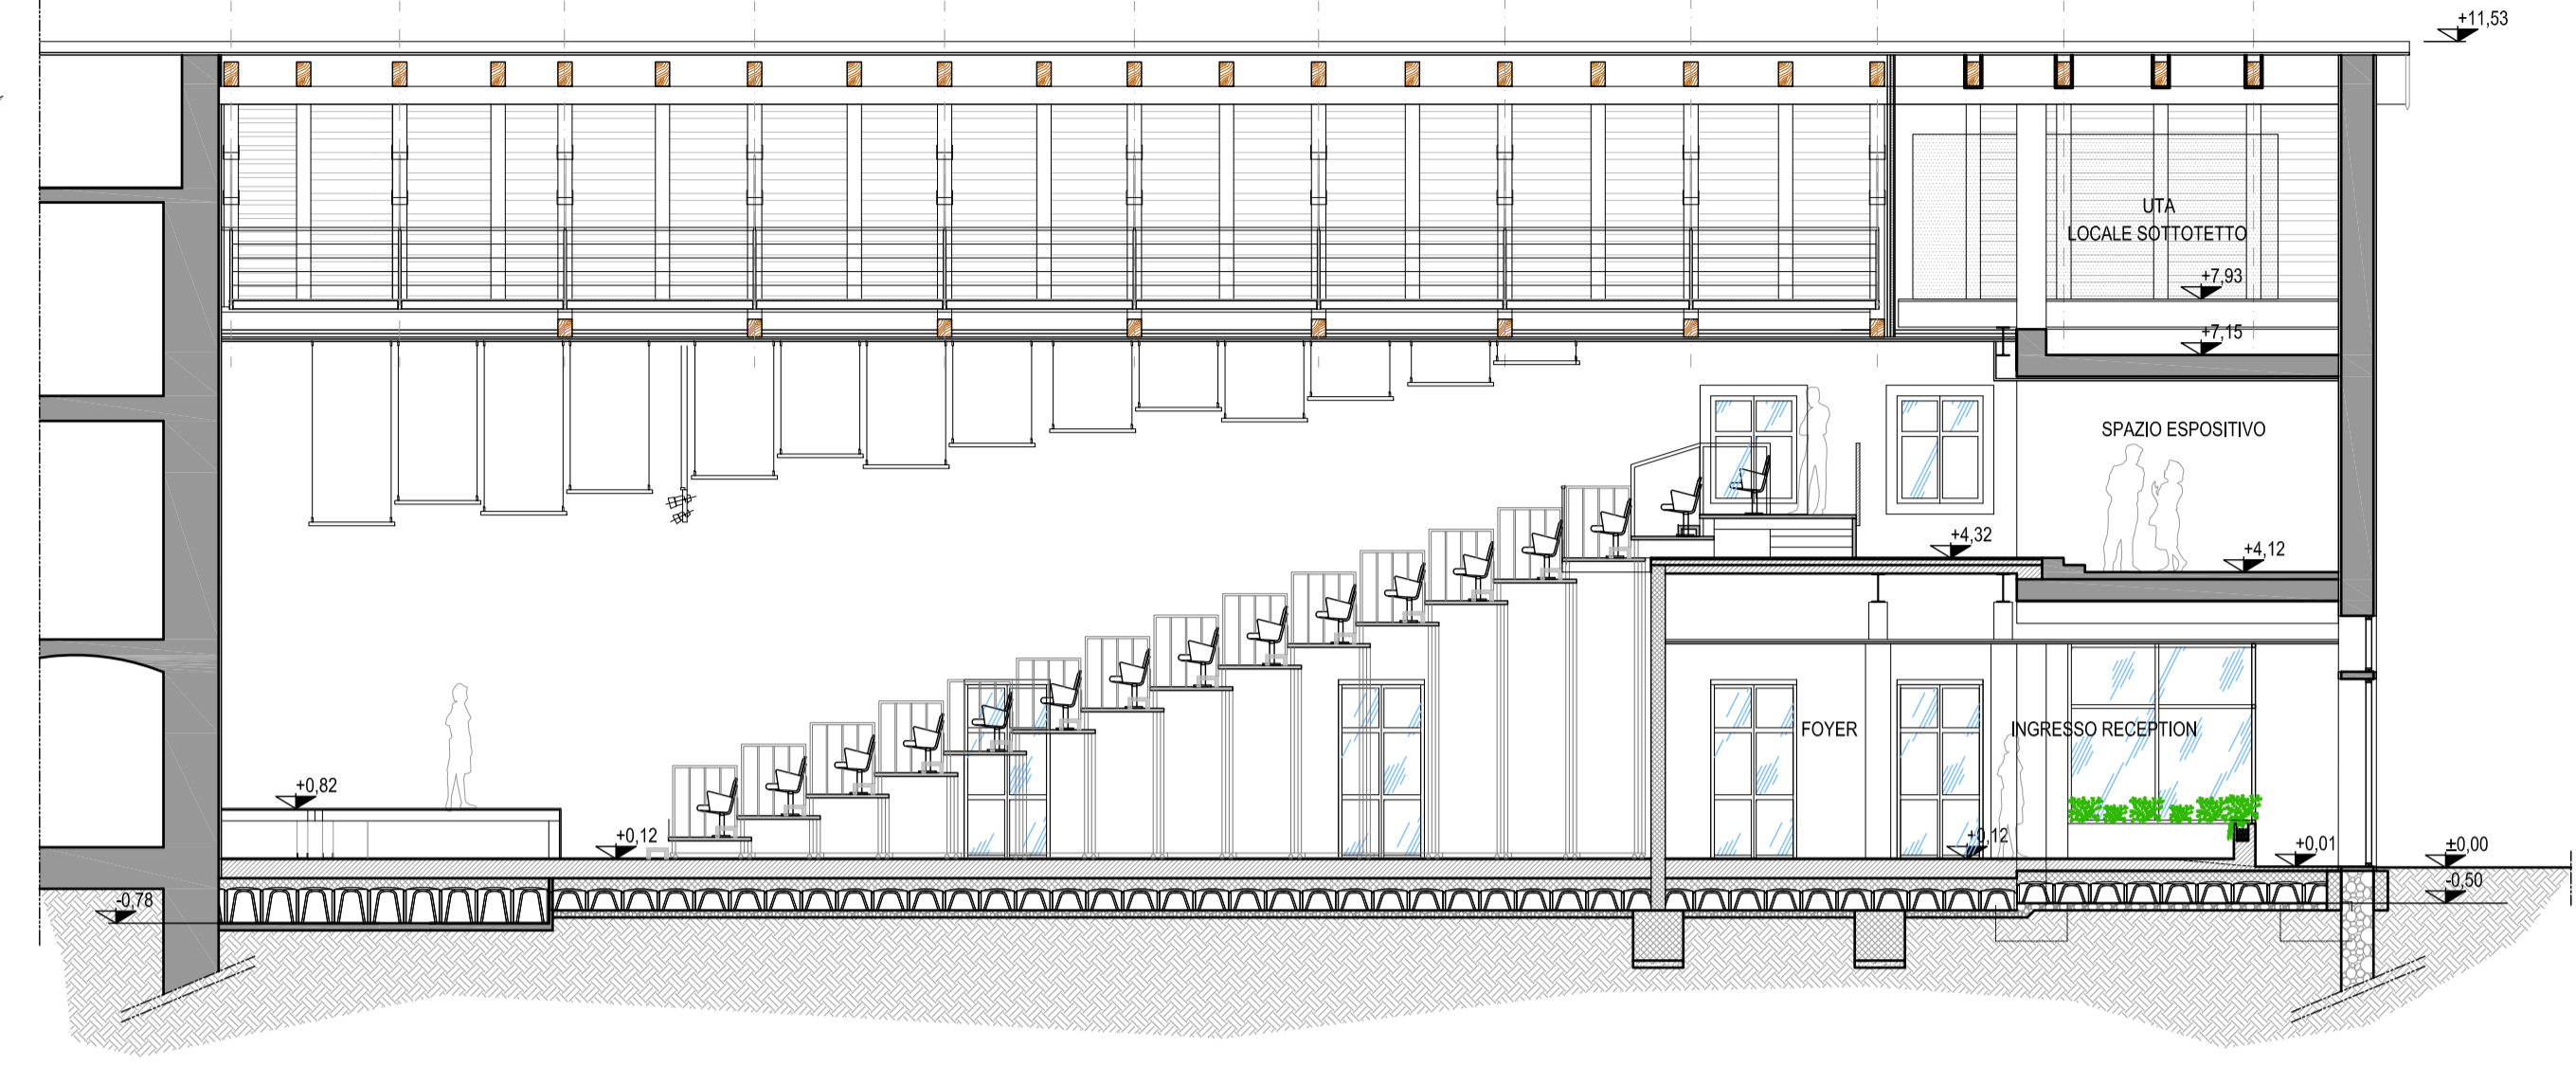 +11,53
UTA
LOCALE SOTTOTETTO
+7,93
+7,15
SPAZIO ESPOSITIVO
+4,32
+4,12
FOYER
INGRESSO RECEPTION
+0,82
+0,12
+0,12
+0,01
±0,00
-0,50
-0,78